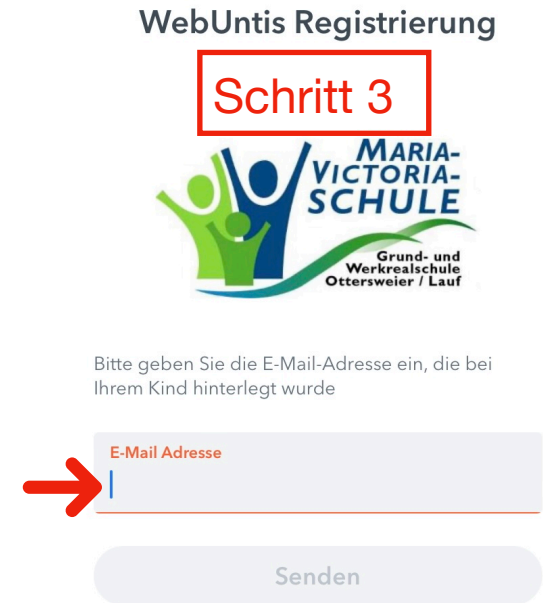 WebUntis Registrierung
Schritt 3
MARIA-
VICTORIA-
SCHULE
Grund- und
Werkrealschule
Ottersweier / Lauf
Bitte geben Sie die E-Mail-Adresse ein, die bei
Ihrem Kind hinterlegt wurde
E-Mail Adresse
Senden